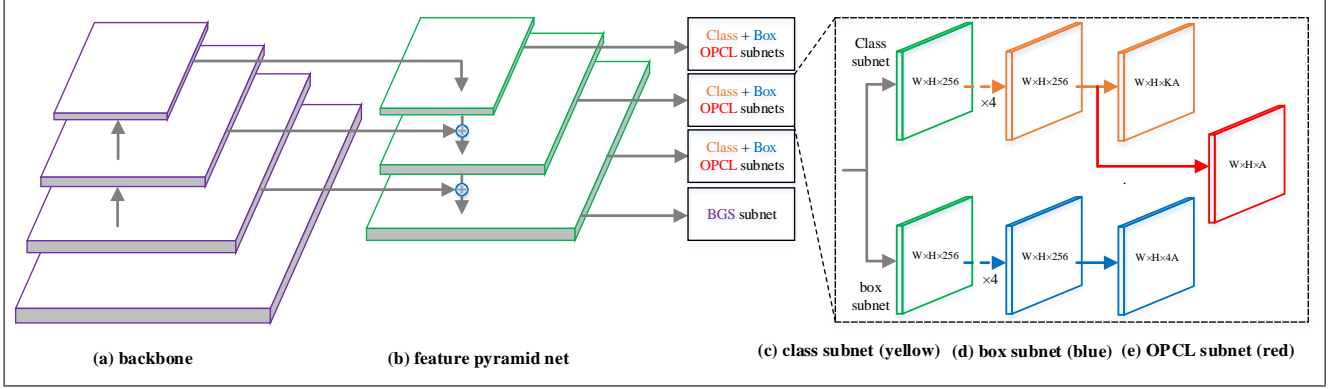 Class + Box
OPCL subnets
Class + Box
OPCL subnets
Class + Box
OPCL subnets
BGS subnet
Class
subnet
W×H×256
×4
W×H×256
W×H×KA
W×H×A
W×H×256
×4
W×H×256
W×H×4A
box
subnet
(a) backbone
(b) feature pyramid net
(c) class subnet (yellow)
(d) box subnet (blue)
(e) OPCL subnet (red)